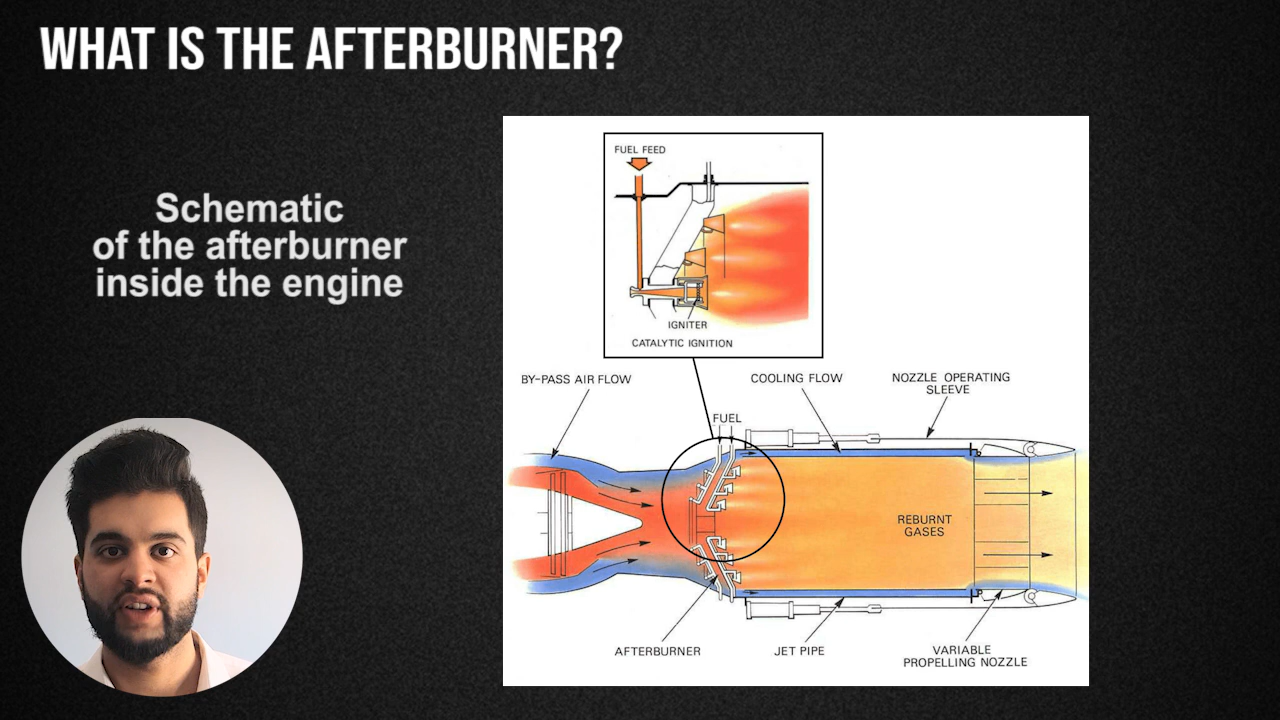 WHAT IS THE AFTERBURNER?
Schematic
of the afterburner
inside the engine
FUEL FEED
IGNITER
CATALYTIC IGNITION
BY-PASS AIR FLOW
COOLING FLOW
NOZZLE OPERATING
SLEEVE
FUEL
REBURNT
GASES
AFTERBURNER
JET PIPE
VARIABLE
PROPELLING NOZZLE